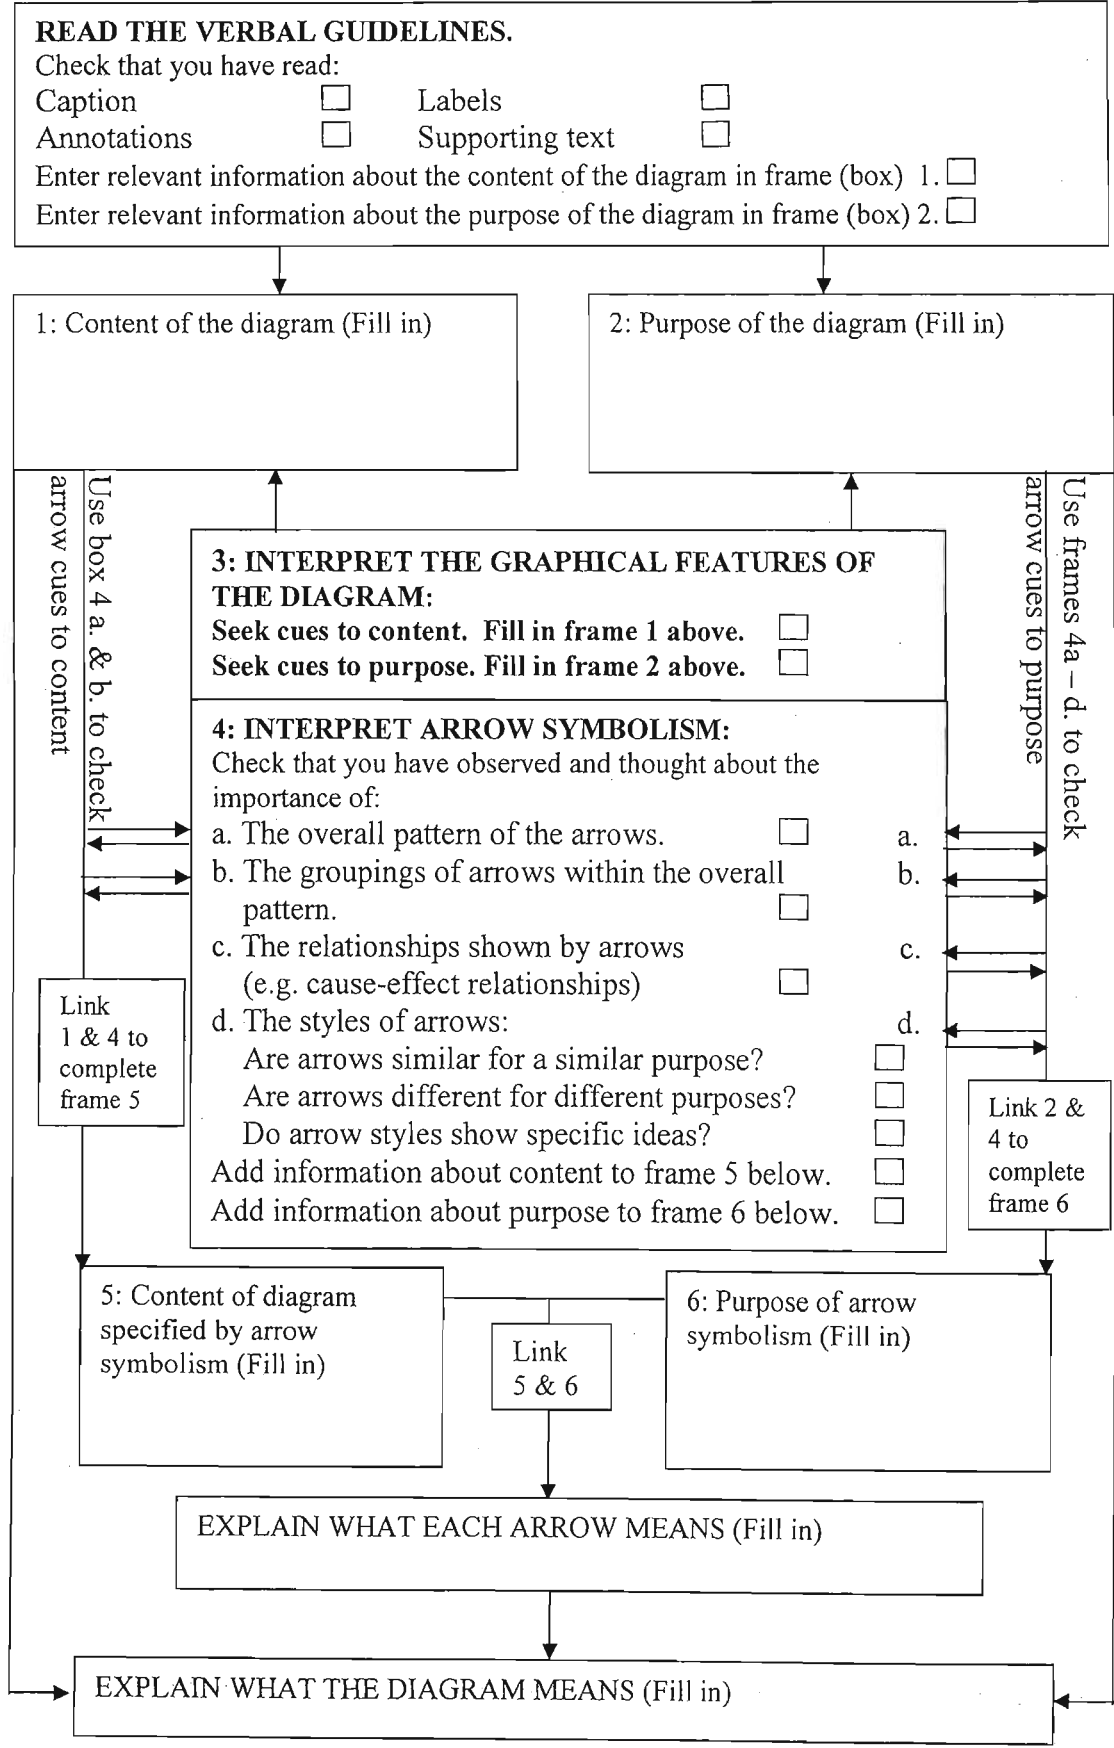 READ THE VERBAL GUIDELINES.
Check that you have read:
Caption Labels
Annotations Supporting text
Enter relevant information about the content of the diagram in frame (box) 1.
Enter relevant information about the purpose of the diagram in frame (box) 2.
1: Content of the diagram (Fill in)
2: Purpose of the diagram (Fill in)
Use box 4 a. & b. to check
arrow cues to content
Use frames 4a – d. to check
arrow cues to purpose
3: INTERPRET THE GRAPHICAL FEATURES OF
THE DIAGRAM:
Seek cues to content. Fill in frame 1 above.
Seek cues to purpose. Fill in frame 2 above.
4: INTERPRET ARROW SYMBOLISM:
Check that you have observed and thought about the
importance of:
a. The overall pattern of the arrows. a.
b. The groupings of arrows within the overall b.
pattern.
c. The relationships shown by arrows c.
(e.g. cause-effect relationships)
d. The styles of arrows: d.
Are arrows similar for a similar purpose?
Are arrows different for different purposes?
Do arrow styles show specific ideas?
Add information about content to frame 5 below.
Add information about purpose to frame 6 below.
Link
1 & 4 to
complete
frame 5
Link 2 &
4 to
complete
frame 6
5: Content of diagram
specified by arrow
symbolism (Fill in)
Link
5 & 6
6: Purpose of arrow
symbolism (Fill in)
EXPLAIN WHAT EACH ARROW MEANS (Fill in)
EXPLAIN WHAT THE DIAGRAM MEANS (Fill in)